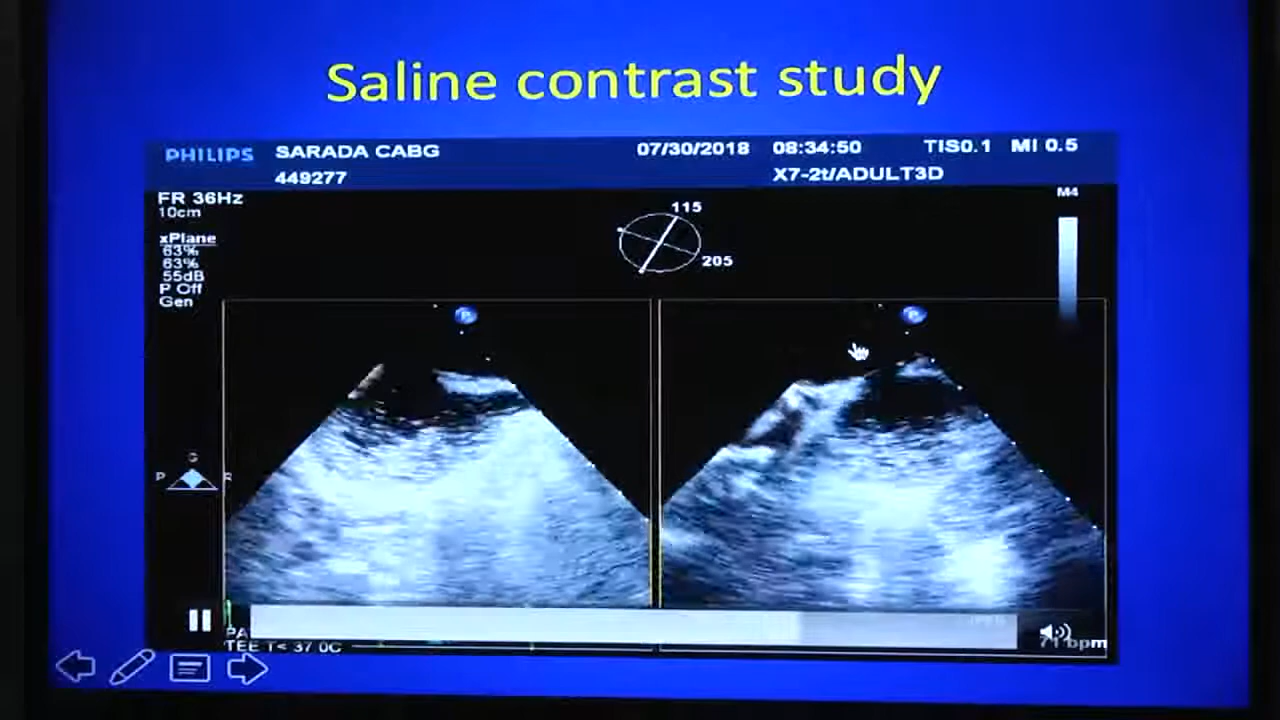 Saline contrast study
PHILIPS SARADA CABG 07/30/2018 08:34:50 TIS0.1 MI 0.5
449277 X7-2t/ADULT3D
FR 36Hz
10cm
M4
115
205
xPlane
63%
63%
55dB
P Off
Gen
P
P
G
P R
PA
TEE T< 37.0C
71 bpm